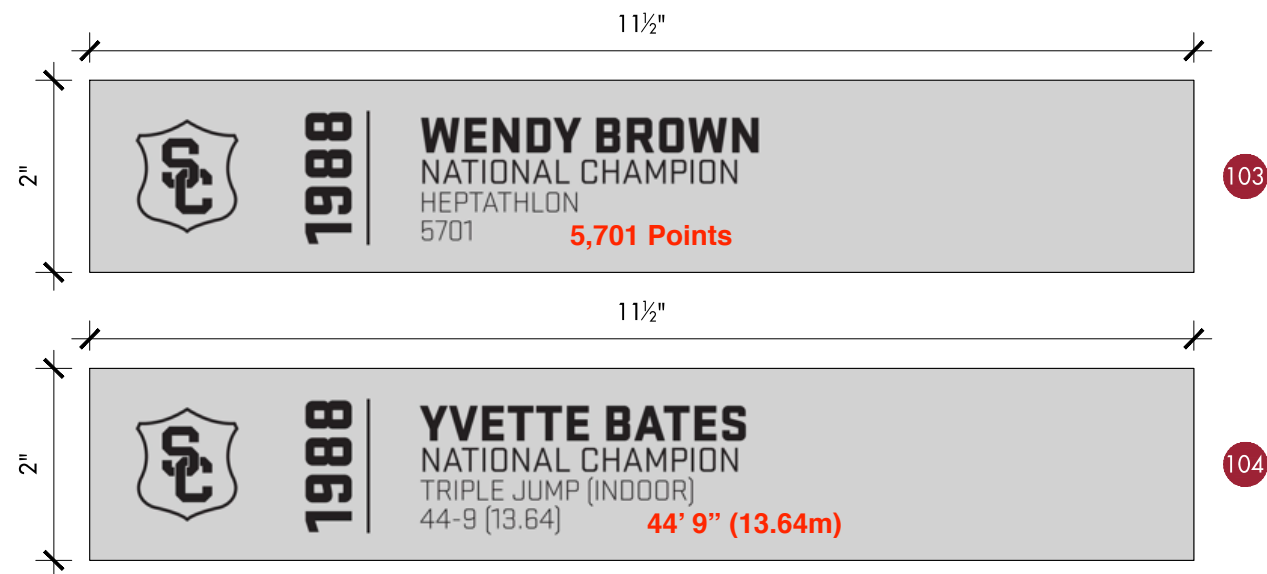 11½"
2"
SC
1988
WENDY BROWN
NATIONAL CHAMPION
HEPTATHLON
5701 5,701 Points
103
11½"
2"
SC
1988
YVETTE BATES
NATIONAL CHAMPION
TRIPLE JUMP (INDOOR)
44-9 (13.64) 44’ 9” (13.64m)
104